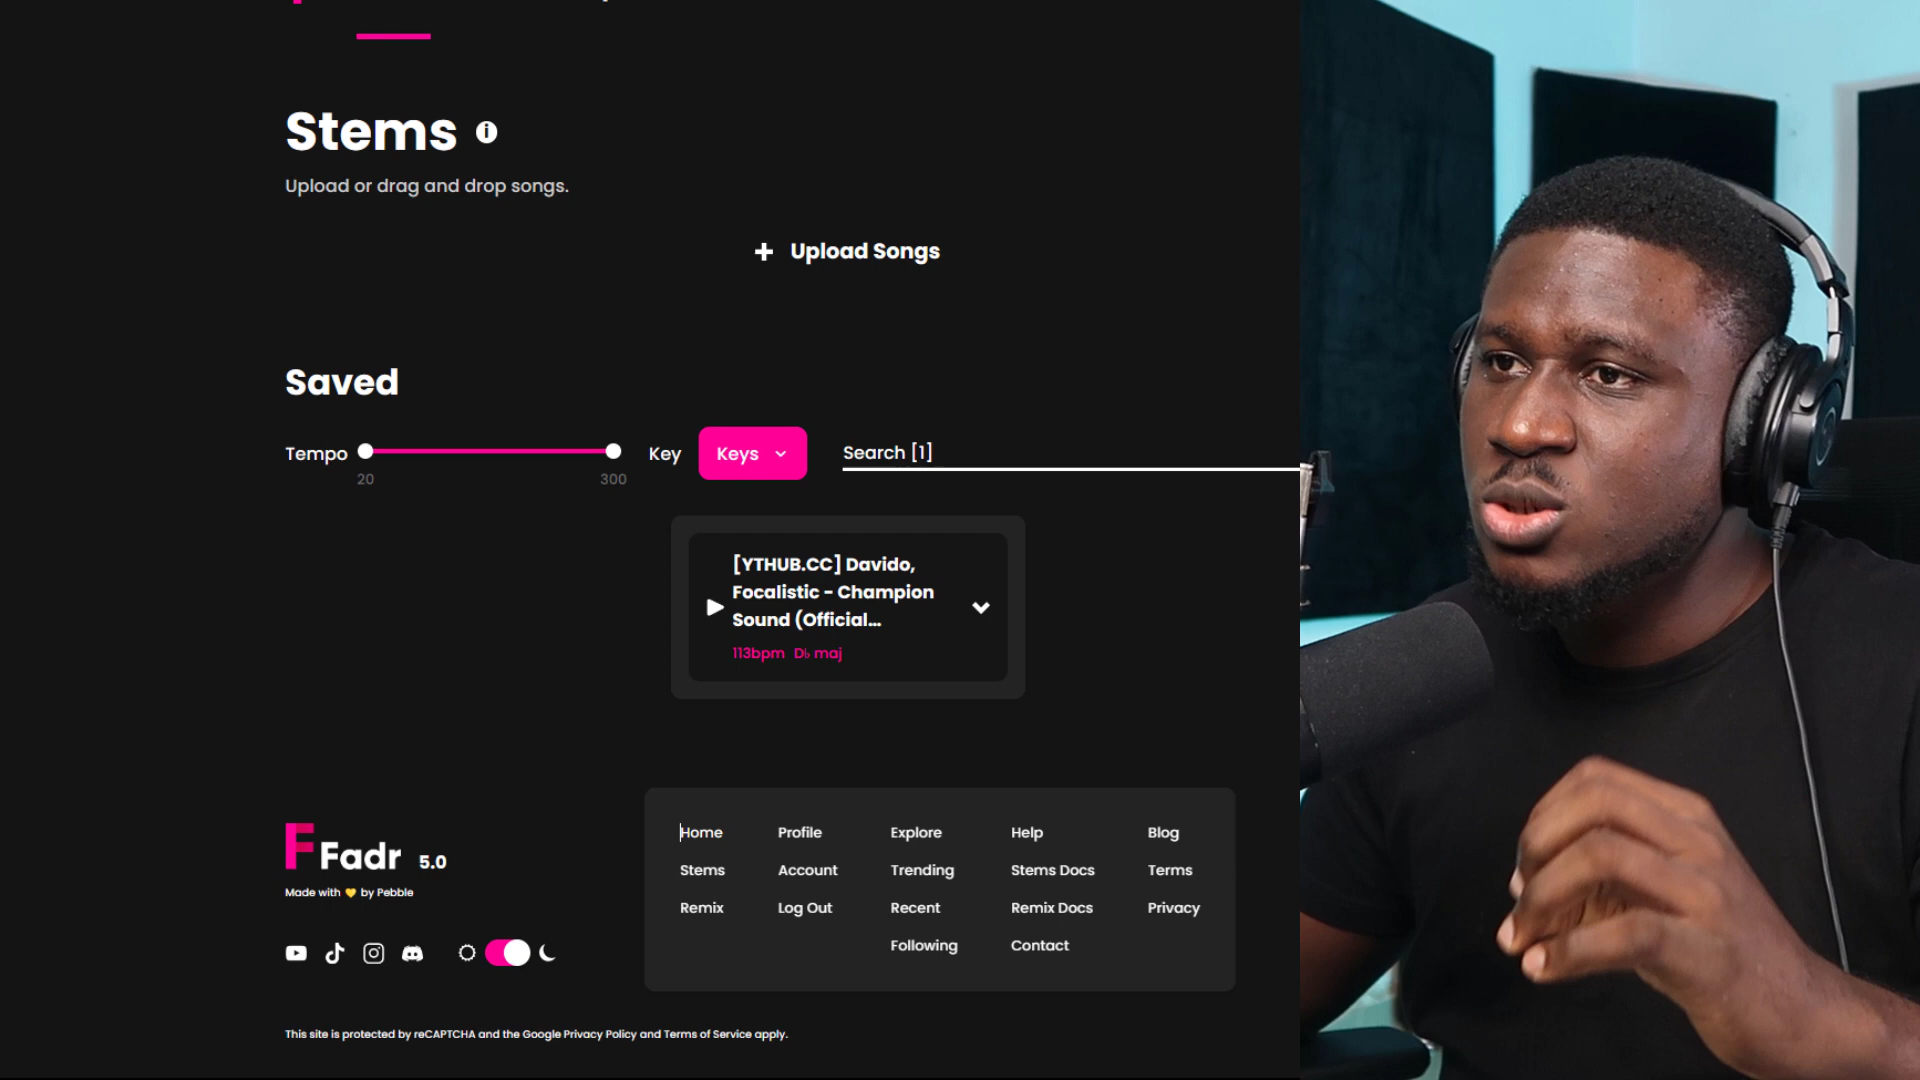 Stems
Upload or drag and drop songs.
Upload Songs
Saved
Tempo
20
300
Key
Keys
Search [1]
[YTHUB.CC] Davido,
Focalistic - Champion
Sound (Official...
113bpm D♭ maj
Fadr 5.0
Made with 💛 by Pebble
Home
Stems
Remix
Profile
Account
Log Out
Explore
Trending
Recent
Following
Help
Stems Docs
Remix Docs
Contact
Blog
Terms
Privacy
This site is protected by reCAPTCHA and the Google Privacy Policy and Terms of Service apply.